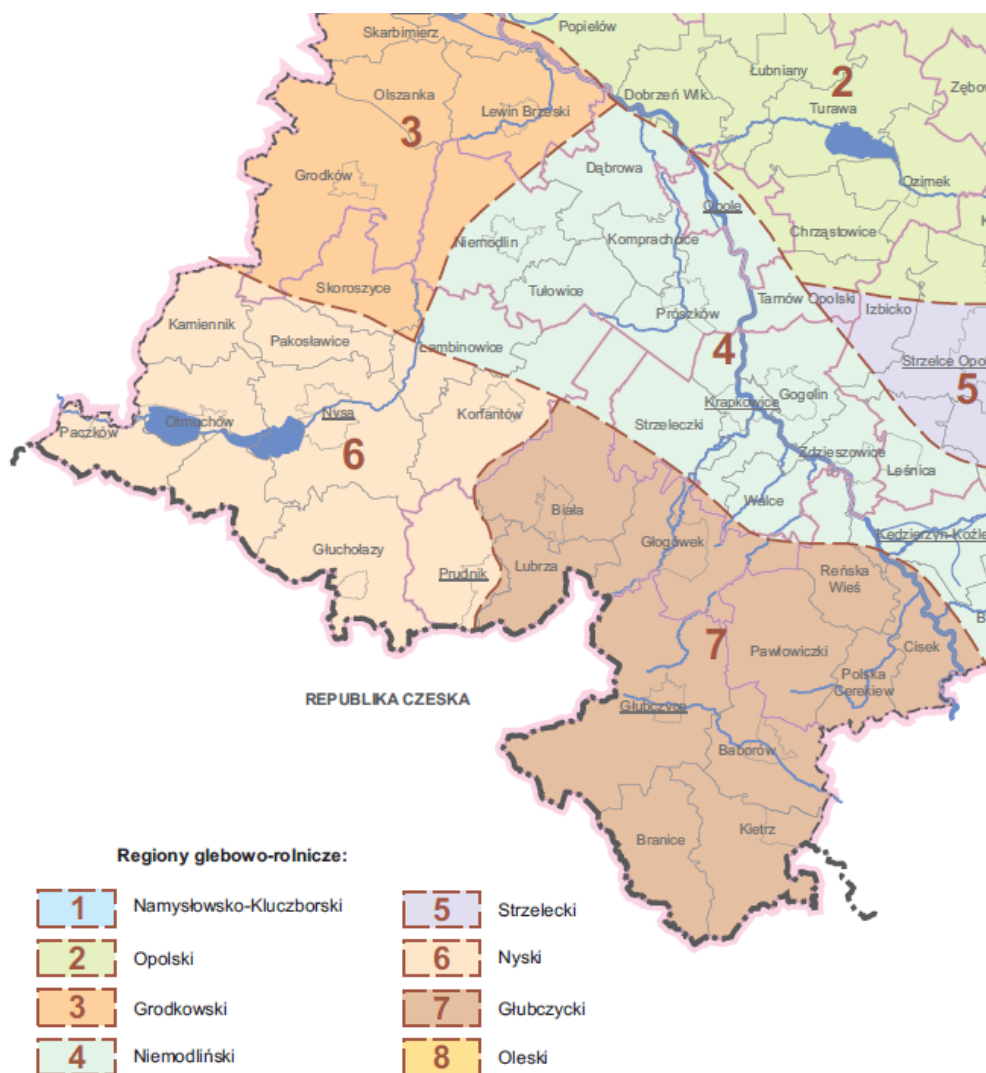 Skarbimierz
Popielów
Olszanka
Łubniany
2
Zębow
Lewin Brzeski
Dobrzeń Wlk.
Turawa
3
Grodków
Dąbrowa
Ozimek
Opole
Chrząstowice
K
Niemodlin
Komprachcice
Skoroszyce
Tułowice
Tarnów Opolski
Izbicko
Prószków
Kamiennik
Pakosławice
Łambinowice
4
Strzelce Opo
5
Nysa
Korfantów
Krapkowice
Gogolin
Paczków
Otmuchów
Strzeleczki
6
Zdzieszowice
Leśnica
Walce
Biała
Głogówek
Kędzierzyn-Koźle
Głuchołazy
Lubrza
Prudnik
Reńska
Wieś
B
7
Pawłowiczki
Cisek
Polska
Cerekiew
REPUBLIKA CZESKA
Głubczyce
Baborów
Branice
Kietrz
Regiony glebowo-rolnicze:
1 Namysłowsko-Kluczborski
2 Opolski
3 Grodkowski
4 Niemodliński
5 Strzelecki
6 Nyski
7 Głubczycki
8 Oleski